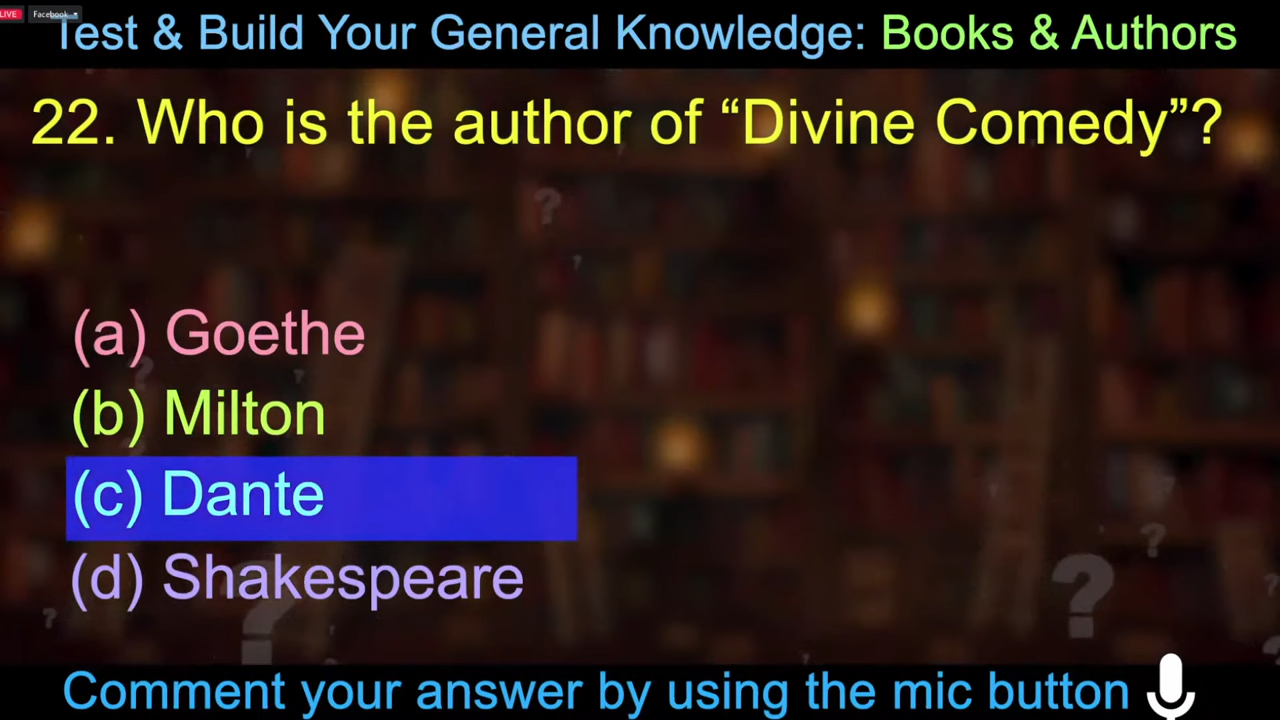 LIVE Facebook
Test & Build Your General Knowledge: Books & Authors
22. Who is the author of “Divine Comedy”?
(a) Goethe
(b) Milton
(c) Dante
(d) Shakespeare
Comment your answer by using the mic button